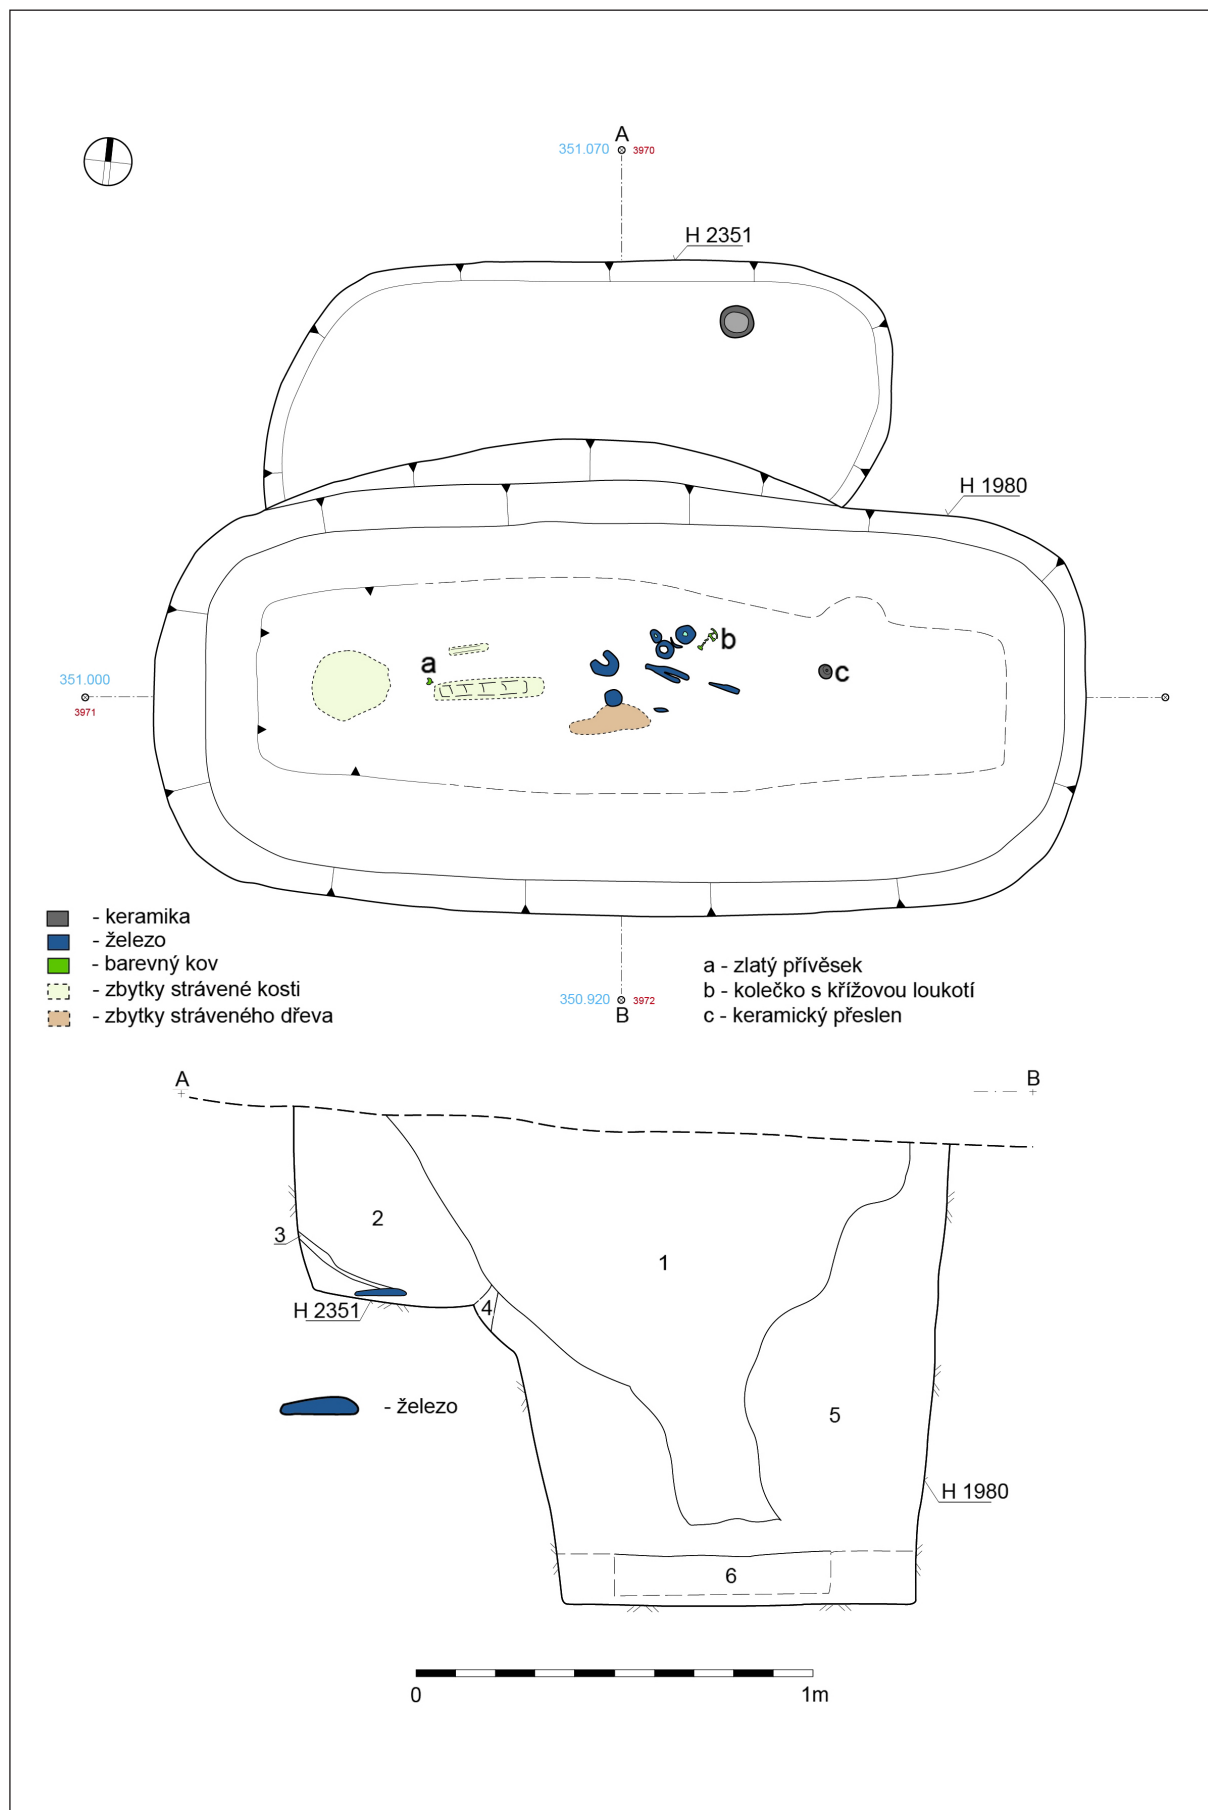 A
351.070 3970
H 2351
H 1980
a
b
c
351.000
3971
- keramika
- železo
- barevný kov
- zbytky strávené kosti
- zbytky stráveného dřeva
a - zlatý přívěsek
b - kolečko s křížovou loukotí
c - keramický přeslen
350.920 3972
B
A
B
2
3
1
H 2351
4
- železo
5
H 1980
6
0 1m